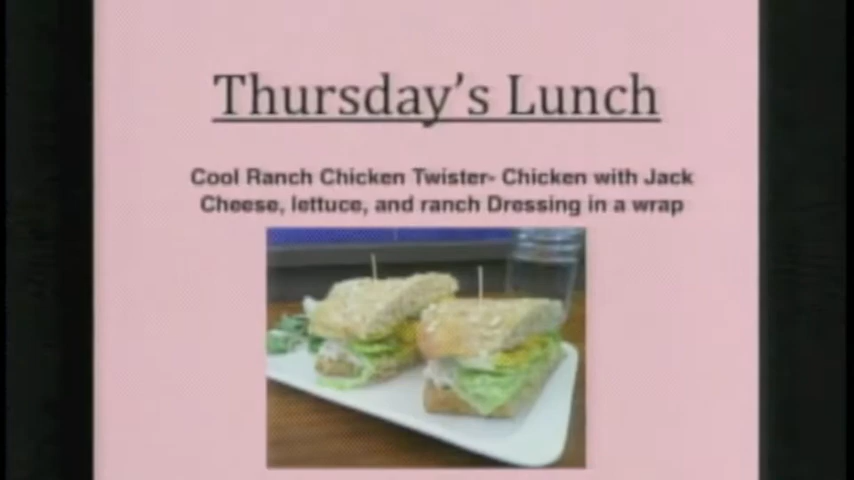 Thursday's Lunch
Cool Ranch Chicken Twister- Chicken with Jack
Cheese, lettuce, and ranch Dressing in a wrap